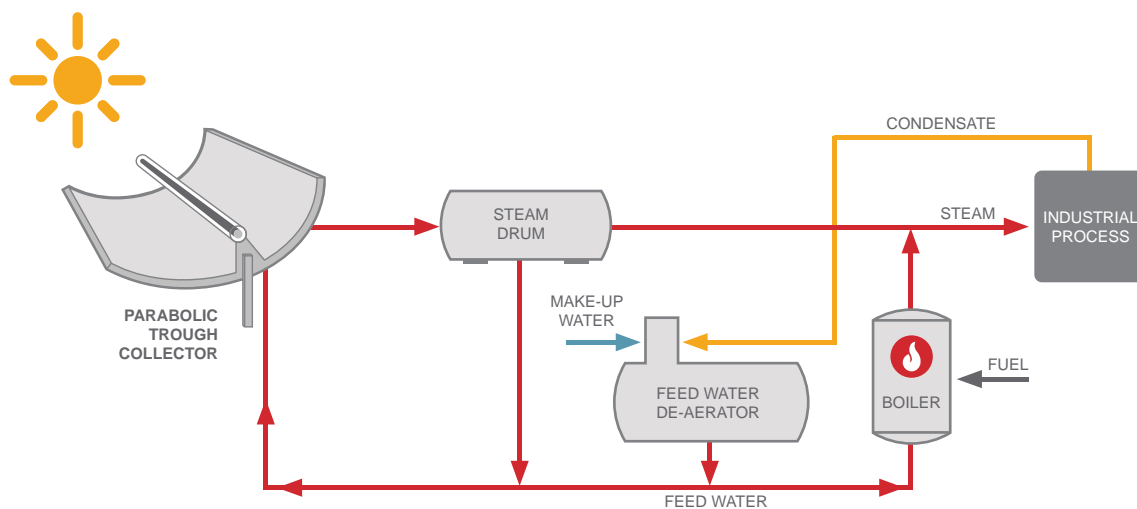 CONDENSATE
STEAM
DRUM
STEAM
INDUSTRIAL
PROCESS
MAKE-UP
WATER
PARABOLIC
TROUGH
COLLECTOR
FUEL
FEED WATER
DE-AERATOR
BOILER
FEED WATER